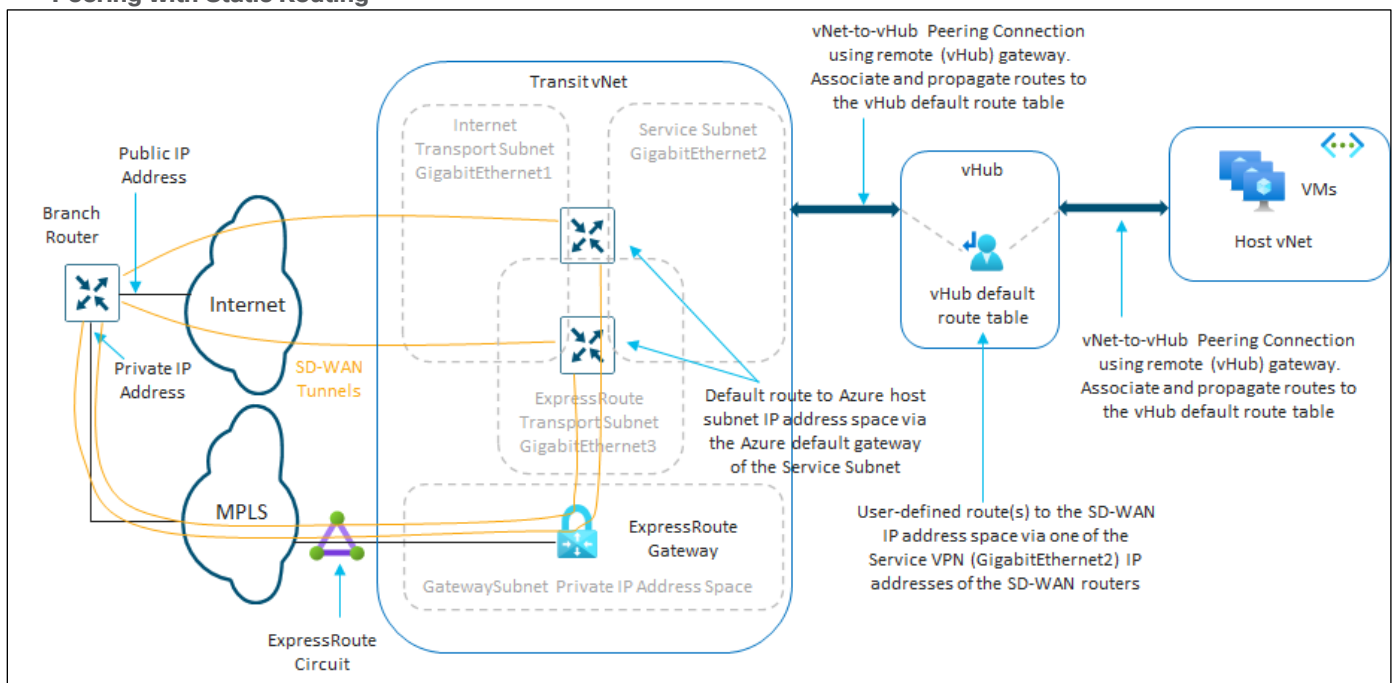 Peering with Static Routing
vNet-to-vHub Peering Connection
using remote (vHub) gateway.
Associate and propagate routes to
the vHub default route table
Transit vNet
Internet
Transport Subnet
GigabitEthernet1
Service Subnet
GigabitEthernet2
Public IP
Address
Branch
Router
Internet
Private IP
Address
SD-WAN
Tunnels
vHub
vHub default
route table
VMs
Host vNet
vNet-to-vHub Peering Connection
using remote (vHub) gateway.
Associate and propagate routes to
the vHub default route table
ExpressRoute
Transport Subnet
GigabitEthernet3
Default route to Azure host
subnet IP address space via
the Azure default gateway
of the Service Subnet
MPLS
ExpressRoute
Gateway
GatewaySubnet Private IP Address Space
User-defined route(s) to the SD-WAN
IP address space via one of the
Service VPN (GigabitEthernet2) IP
addresses of the SD-WAN routers
ExpressRoute
Circuit